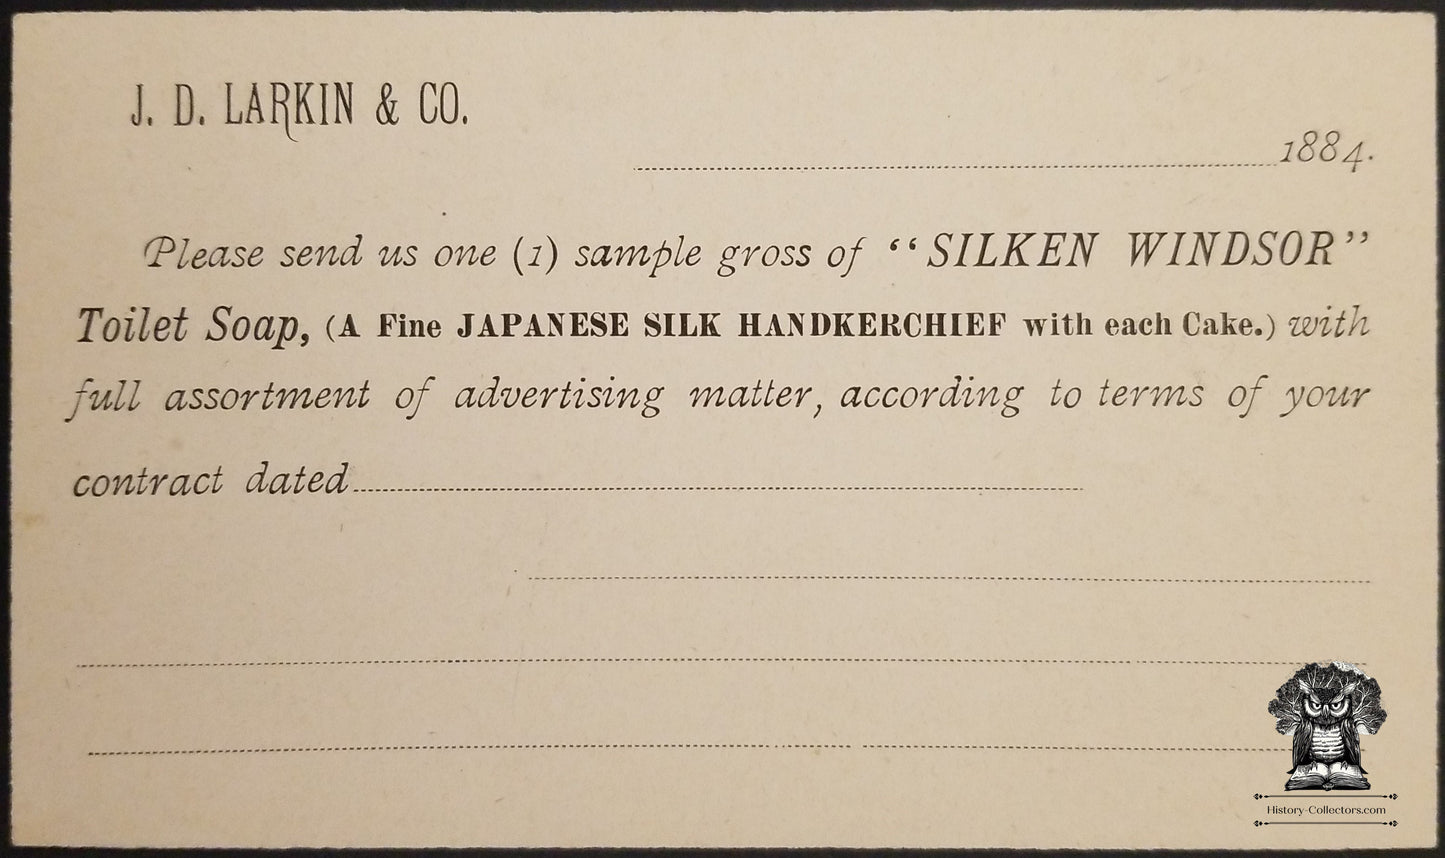 J. D. LARKIN & CO.
1884.
Please send us one (1) sample gross of “SILKEN WINDSOR”
Toilet Soap, (A Fine JAPANESE SILK HANDKERCHIEF with each Cake.) with
full assortment of advertising matter, according to terms of your
contract dated
History-Collectors.com